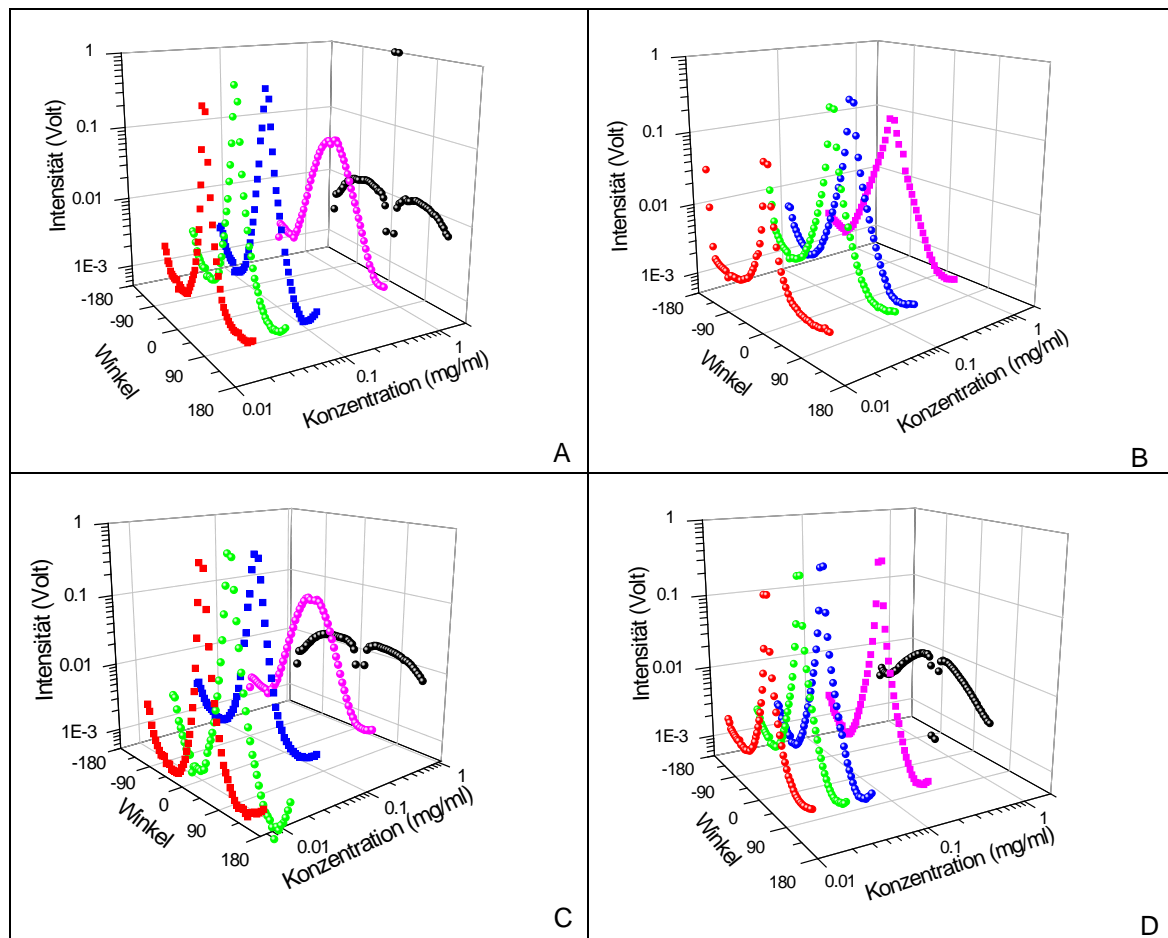 1
0.1
0.01
1E-3
Intensität (Volt)
-180
-90
0
90
180
Winkel
0.01
0.1
1
Konzentration (mg/ml)
A
1
0.1
0.01
1E-3
Intensität (Volt)
-180
-90
0
90
180
Winkel
0.01
0.1
1
Konzentration (mg/ml)
B
1
0.1
0.01
1E-3
Intensität (Volt)
-180
-90
0
90
180
Winkel
0.01
0.1
1
Konzentration (mg/ml)
C
1
0.1
0.01
1E-3
Intensität (Volt)
-180
-90
0
90
180
Winkel
0.01
0.1
1
Konzentration (mg/ml)
D